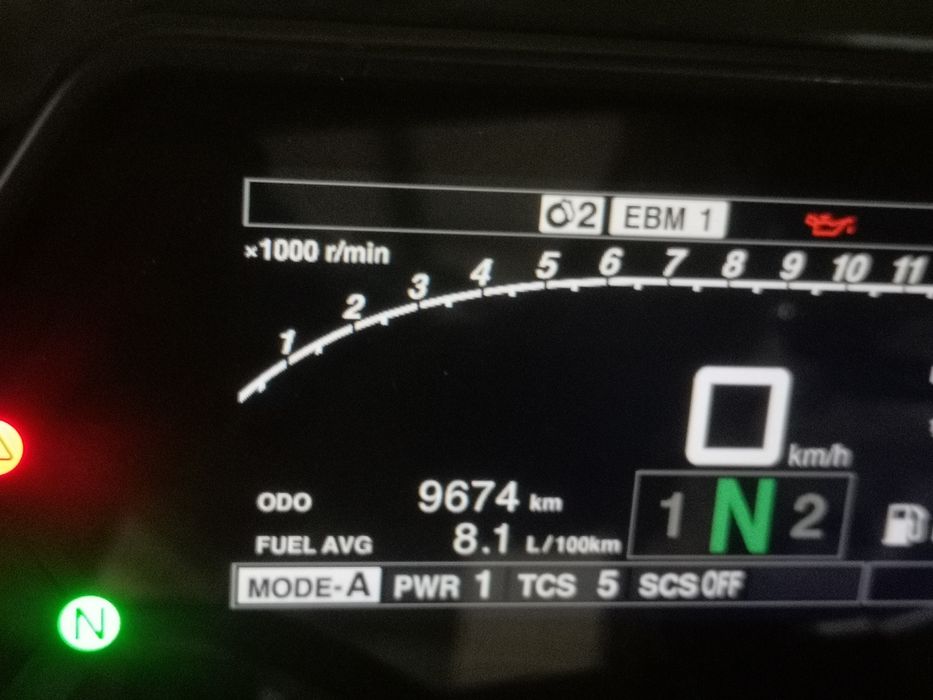 2 EBM 1
×1000 r/min
1 2 3 4 5 6 7 8 9 10 11
0 km/h
ODO 9674 km
1 N 2
FUEL AVG 8.1 L/100km
MODE-A PWR 1 TCS 5 SCS OFF
N